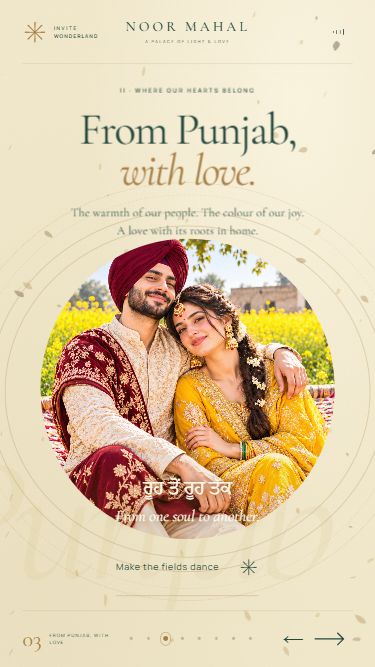 INVITE
WONDERLAND
NOOR MAHAL
A PALACE OF LIGHT & LOVE
II · WHERE OUR HEARTS BELONG
From Punjab,
with love.
The warmth of our people. The colour of our joy.
A love with its roots in home.
ਰੂਹ ਤੋਂ ਰੂਹ ਤੱਕ
From one soul to another.
Punjab
Make the fields dance
03
FROM PUNJAB, WITH
LOVE.